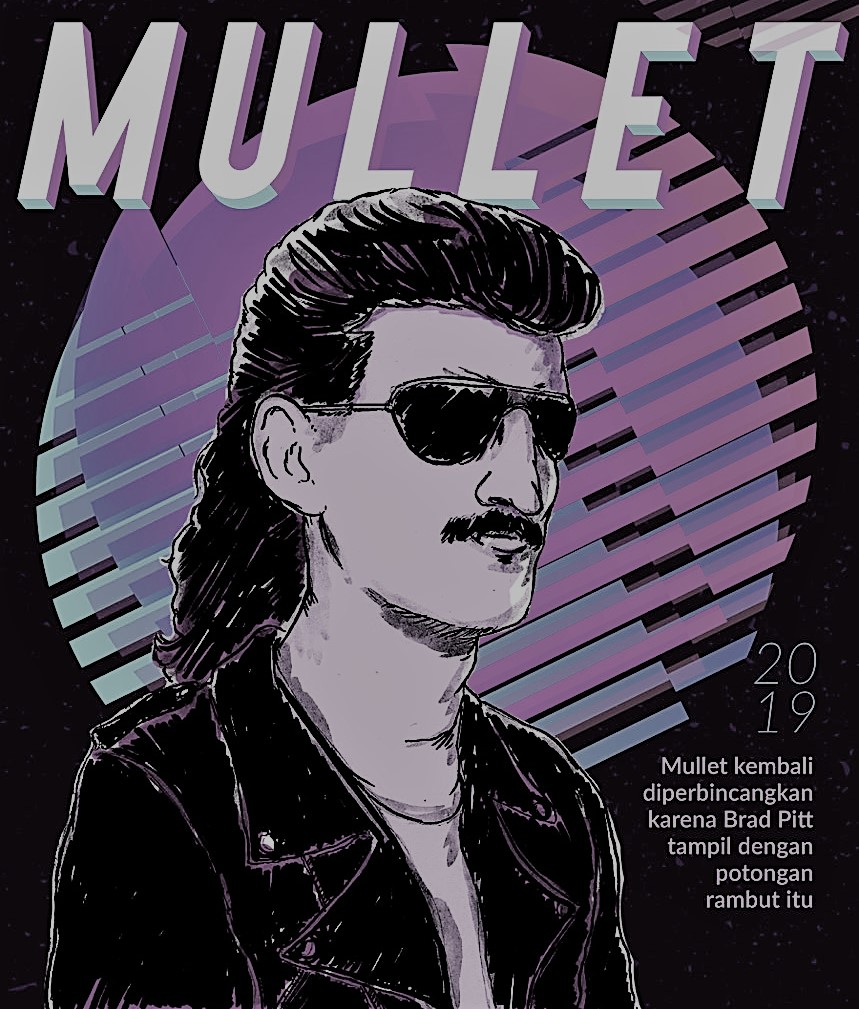 MULLET
20
19
Mullet kembali
diperbincangkan
karena Brad Pitt
tampil dengan
potongan
rambut itu